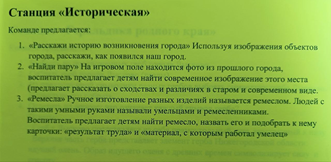 Станция «Историческая»
Команде предлагается:
1. «Расскажи историю возникновения города» Используя изображения объектов
города, расскажи, как появился наш город.
2. «Найди пару» На игровом поле находится фото из прошлого города,
воспитатель предлагает детям найти современное изображение этого места
(предлагает рассказать о сходствах и различиях в старом и современном виде.
3. «Ремесла» Ручное изготовление разных изделий называется ремеслом. Людей с
такими умными руками называли умельцами и ремесленниками.
Воспитатель предлагает детям найти ремесло, назвать его и подобрать к нему
карточки: «результат труда» и «материал, с которым работал умелец»